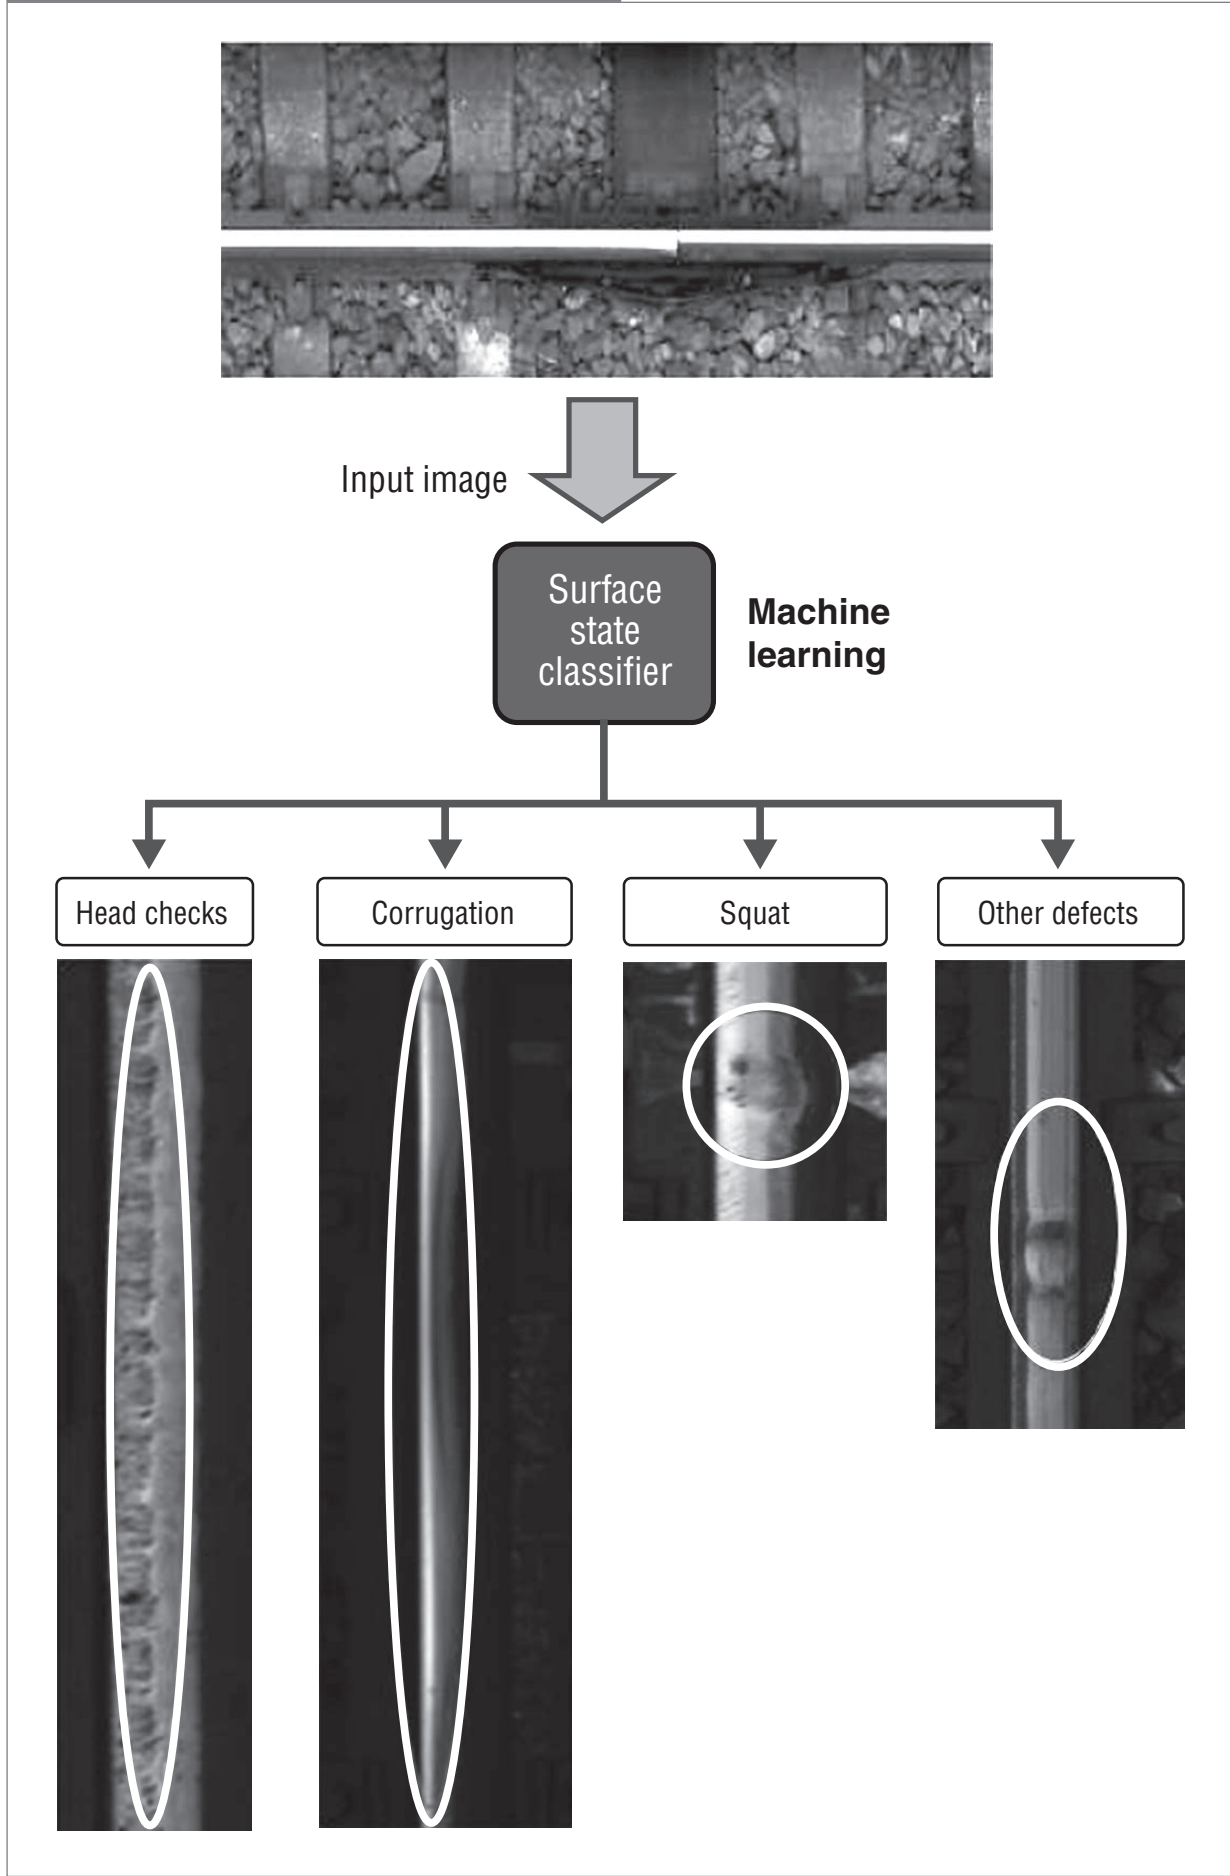 Input image
Surface
state
classifier
Machine
learning
Head checks
Corrugation
Squat
Other defects